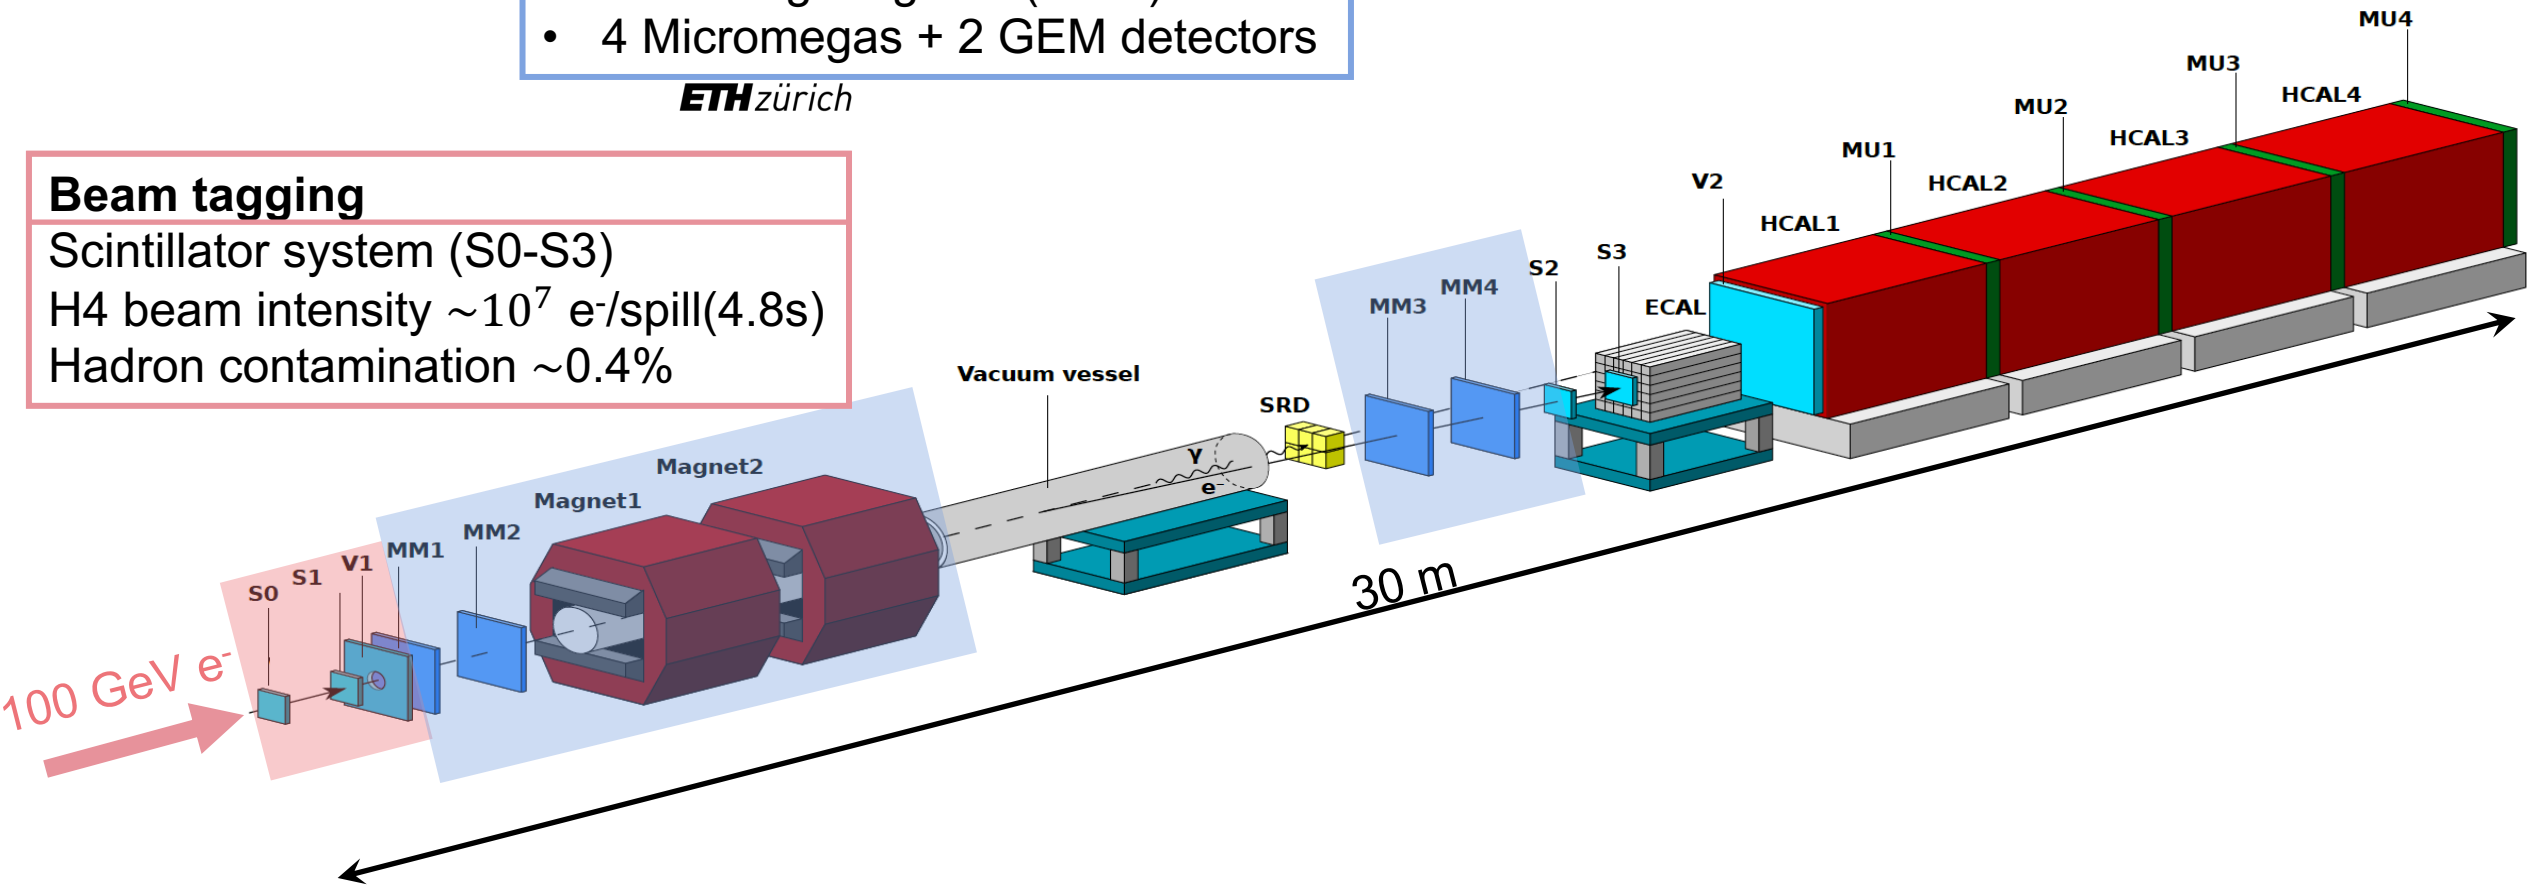 • 4 Micromegas + 2 GEM detectors
ETH zürich
Beam tagging
Scintillator system (S0-S3)
H4 beam intensity ~10⁷ e⁻/spill(4.8s)
Hadron contamination ~0.4%
100 GeV e⁻
S0
S1
V1
MM1
MM2
Magnet1
Magnet2
Vacuum vessel
γ
e⁻
SRD
MM3
MM4
S2
S3
ECAL
V2
HCAL1
MU1
HCAL2
MU2
HCAL3
MU3
HCAL4
MU4
30 m